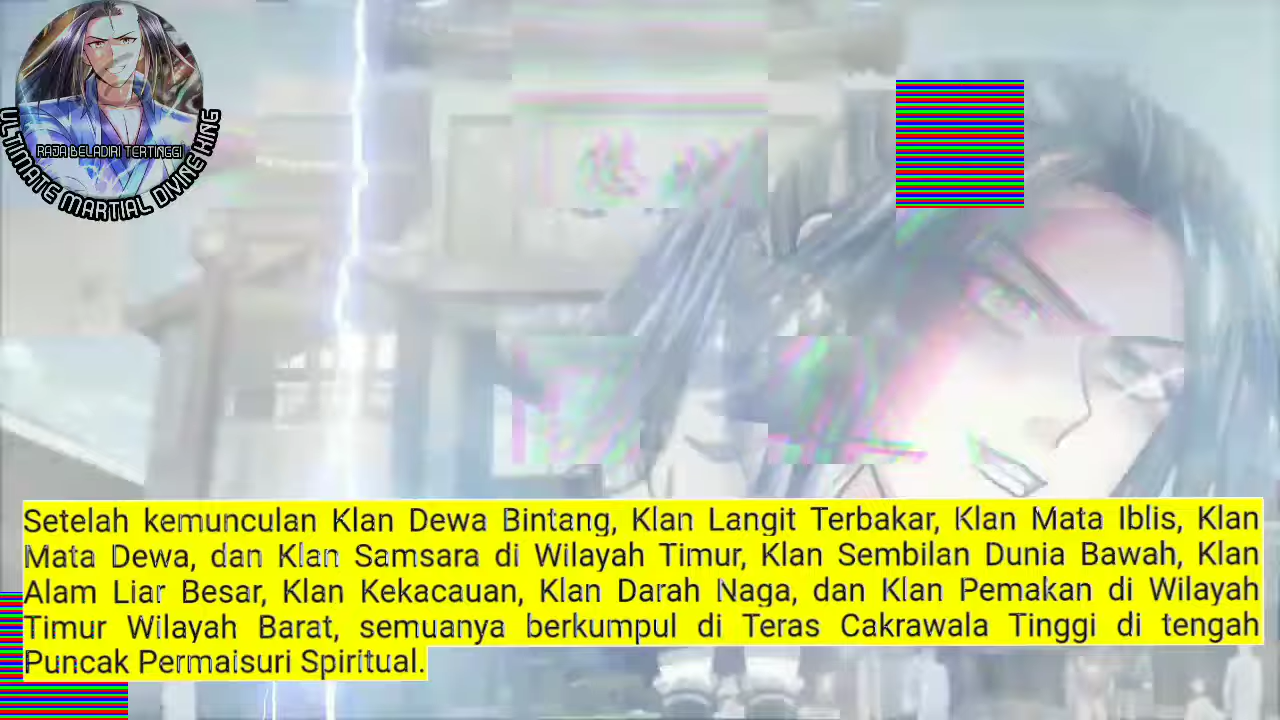 RAJA BELADIRI TERTINGGI
ULTIMATE MARTIAL DIVINE KING
Setelah kemunculan Klan Dewa Bintang, Klan Langit Terbakar, Klan Mata Iblis, Klan
Mata Dewa, dan Klan Samsara di Wilayah Timur, Klan Sembilan Dunia Bawah, Klan
Alam Liar Besar, Klan Kekacauan, Klan Darah Naga, dan Klan Pemakan di Wilayah
Timur Wilayah Barat, semuanya berkumpul di Teras Cakrawala Tinggi di tengah
Puncak Permaisuri Spiritual.